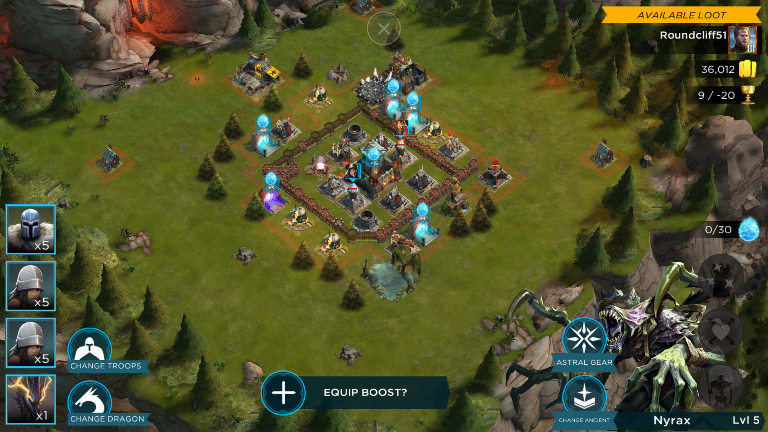 AVAILABLE LOOT
Roundcliff51
36,012
9 / -20
0/30
x5
x5
x5
x1
CHANGE TROOPS
CHANGE DRAGON
EQUIP BOOST?
ASTRAL GEAR
CHANGE ANCIENT
Nyrax Lvl 5